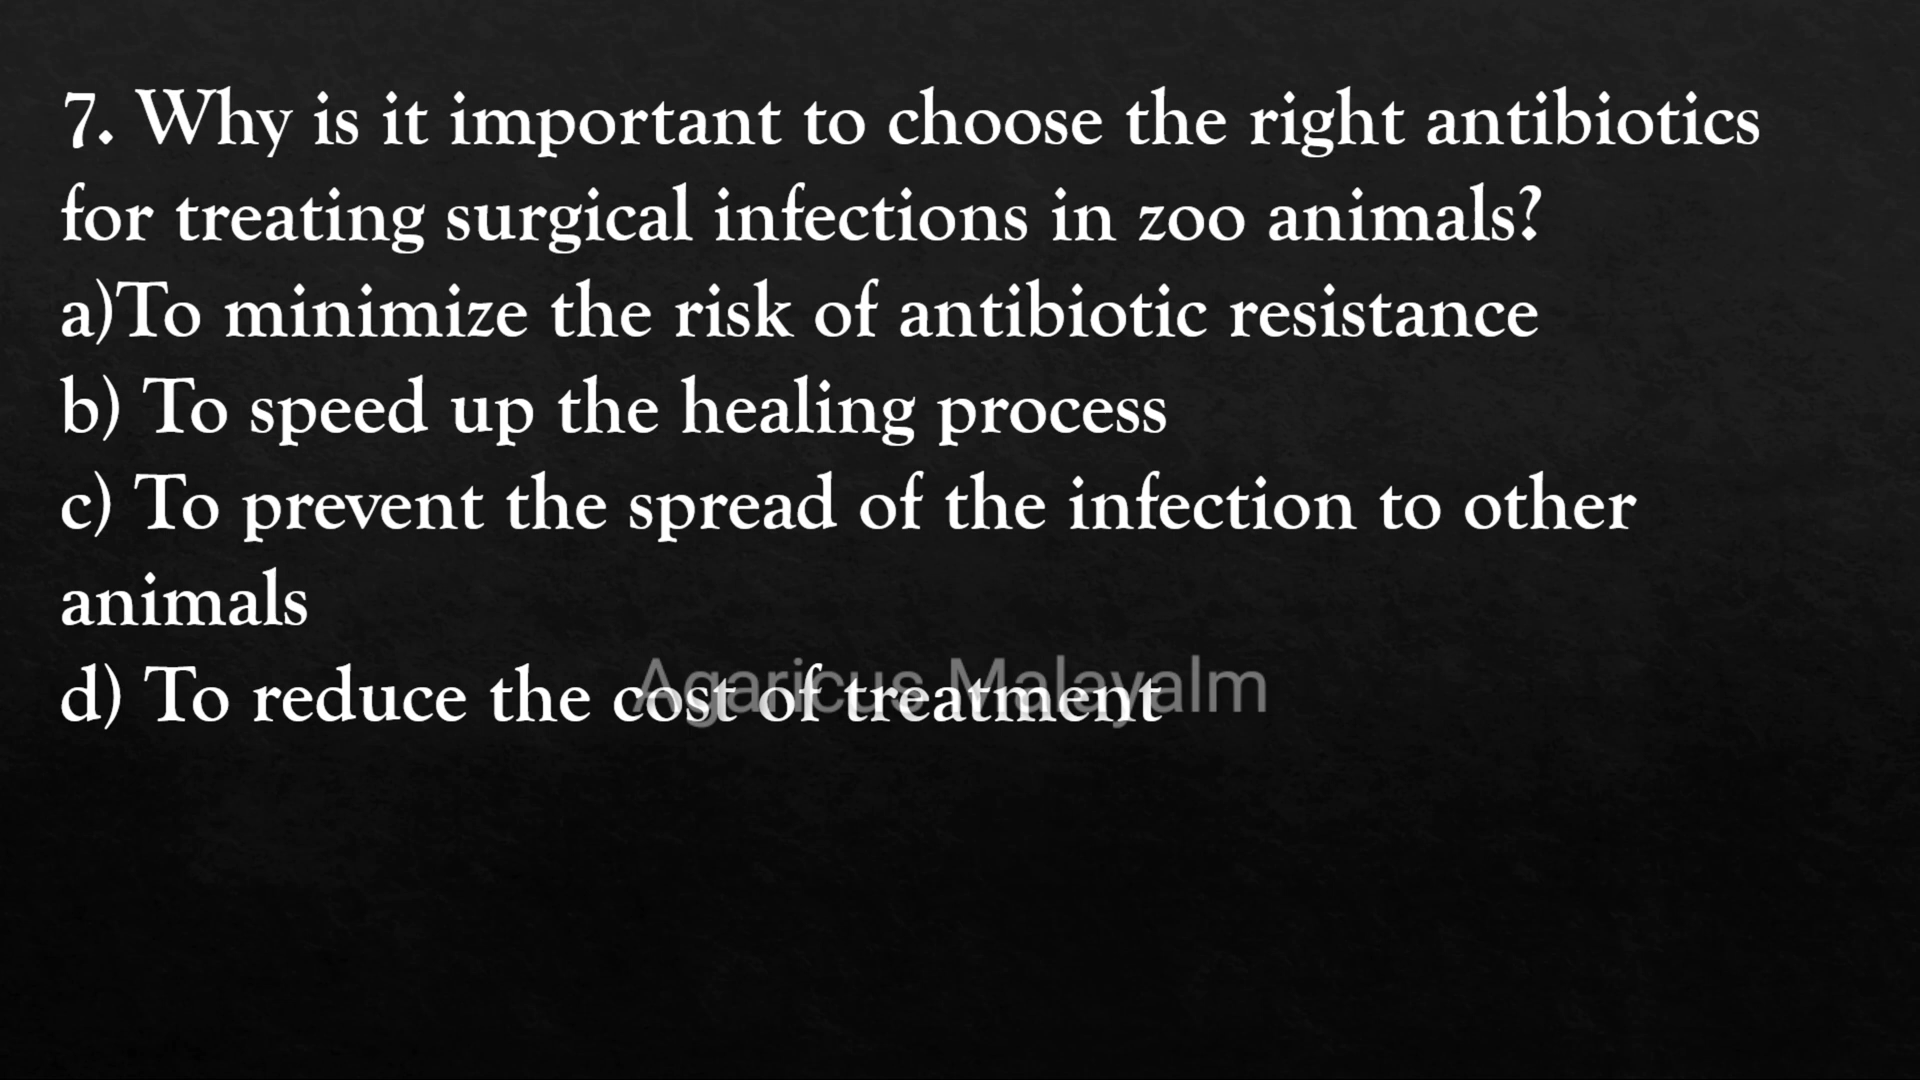 7. Why is it important to choose the right antibiotics
for treating surgical infections in zoo animals?
a)To minimize the risk of antibiotic resistance
b) To speed up the healing process
c) To prevent the spread of the infection to other
animals
d) To reduce the cost of treatment
Agaricus Malayalm